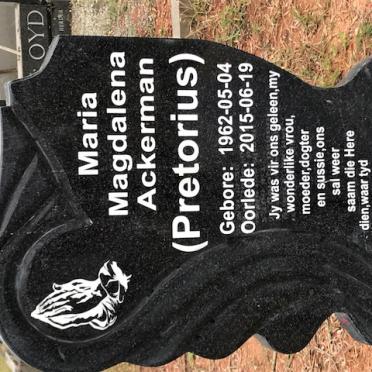 Maria
Magdalena
Ackerman
(Pretorius)
Gebore: 1962-05-04
Oorlede: 2015-06-19
Jy was vir ons geleen,my
wonderlike vrou,
moeder,dogter
en sussie,ons
sal weer
saam die Here
dien,waar tyd
OYD